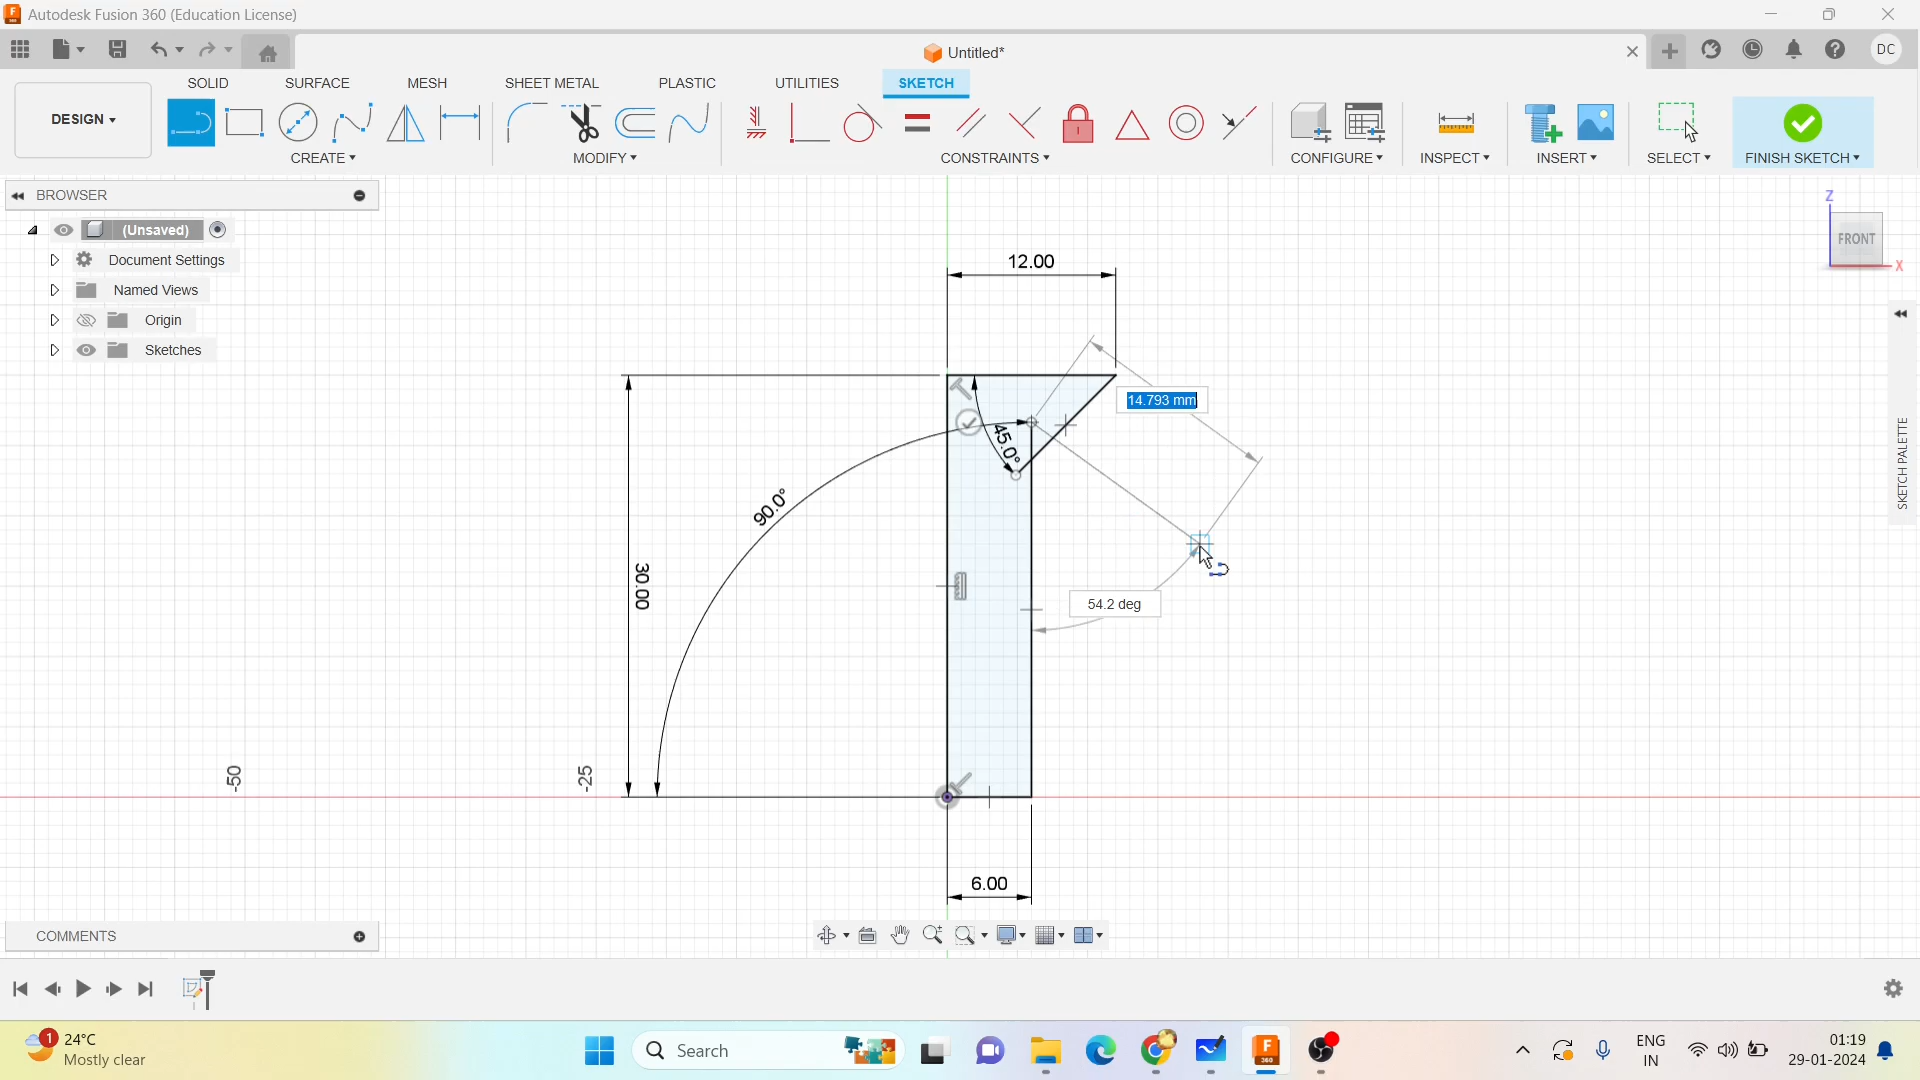 Autodesk Fusion 360 (Education License)
Untitled*
DC
DESIGN
SOLID
SURFACE
MESH
SHEET METAL
PLASTIC
UTILITIES
SKETCH
CREATE
MODIFY
CONSTRAINTS
CONFIGURE
INSPECT
INSERT
SELECT
FINISH SKETCH
BROWSER
(Unsaved)
Document Settings
Named Views
Origin
Sketches
Z
FRONT
X
SKETCH PALETTE
12.00
14.793 mm
45.0°
90.0°
30.00
54.2 deg
-50
-25
6.00
COMMENTS
1
24°C
Mostly clear
Search
F
360
ENG
IN
01:19
29-01-2024